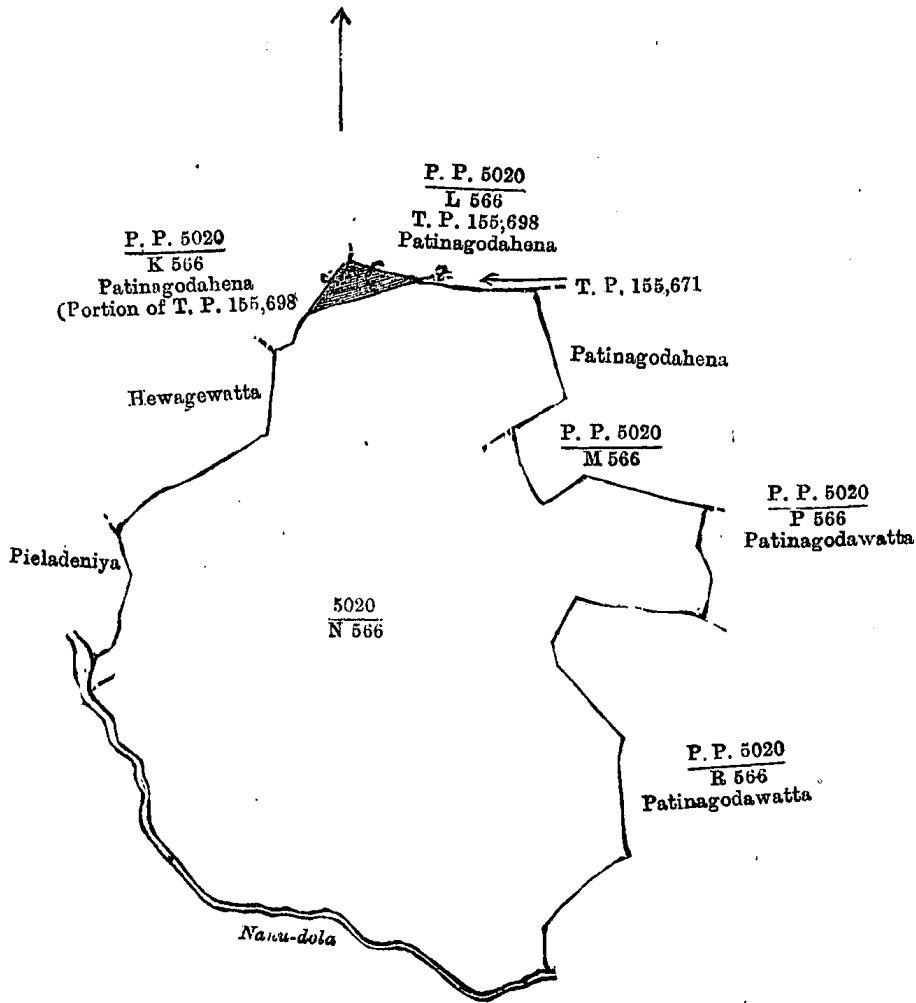 P. P. 5020
L 566
T. P. 155,698
Patinagodahena
P. P. 5020
K 566
Patinagodahena
(Portion of T. P. 155,698
T. P. 155,671
Patinagodahena
Hewagewatta
P. P. 5020
M 566
P. P. 5020
P 566
Patinagodawatta
Pieladeniya
5020
N 566
P. P. 5020
R 566
Patinagodawatta
Nanu-dola